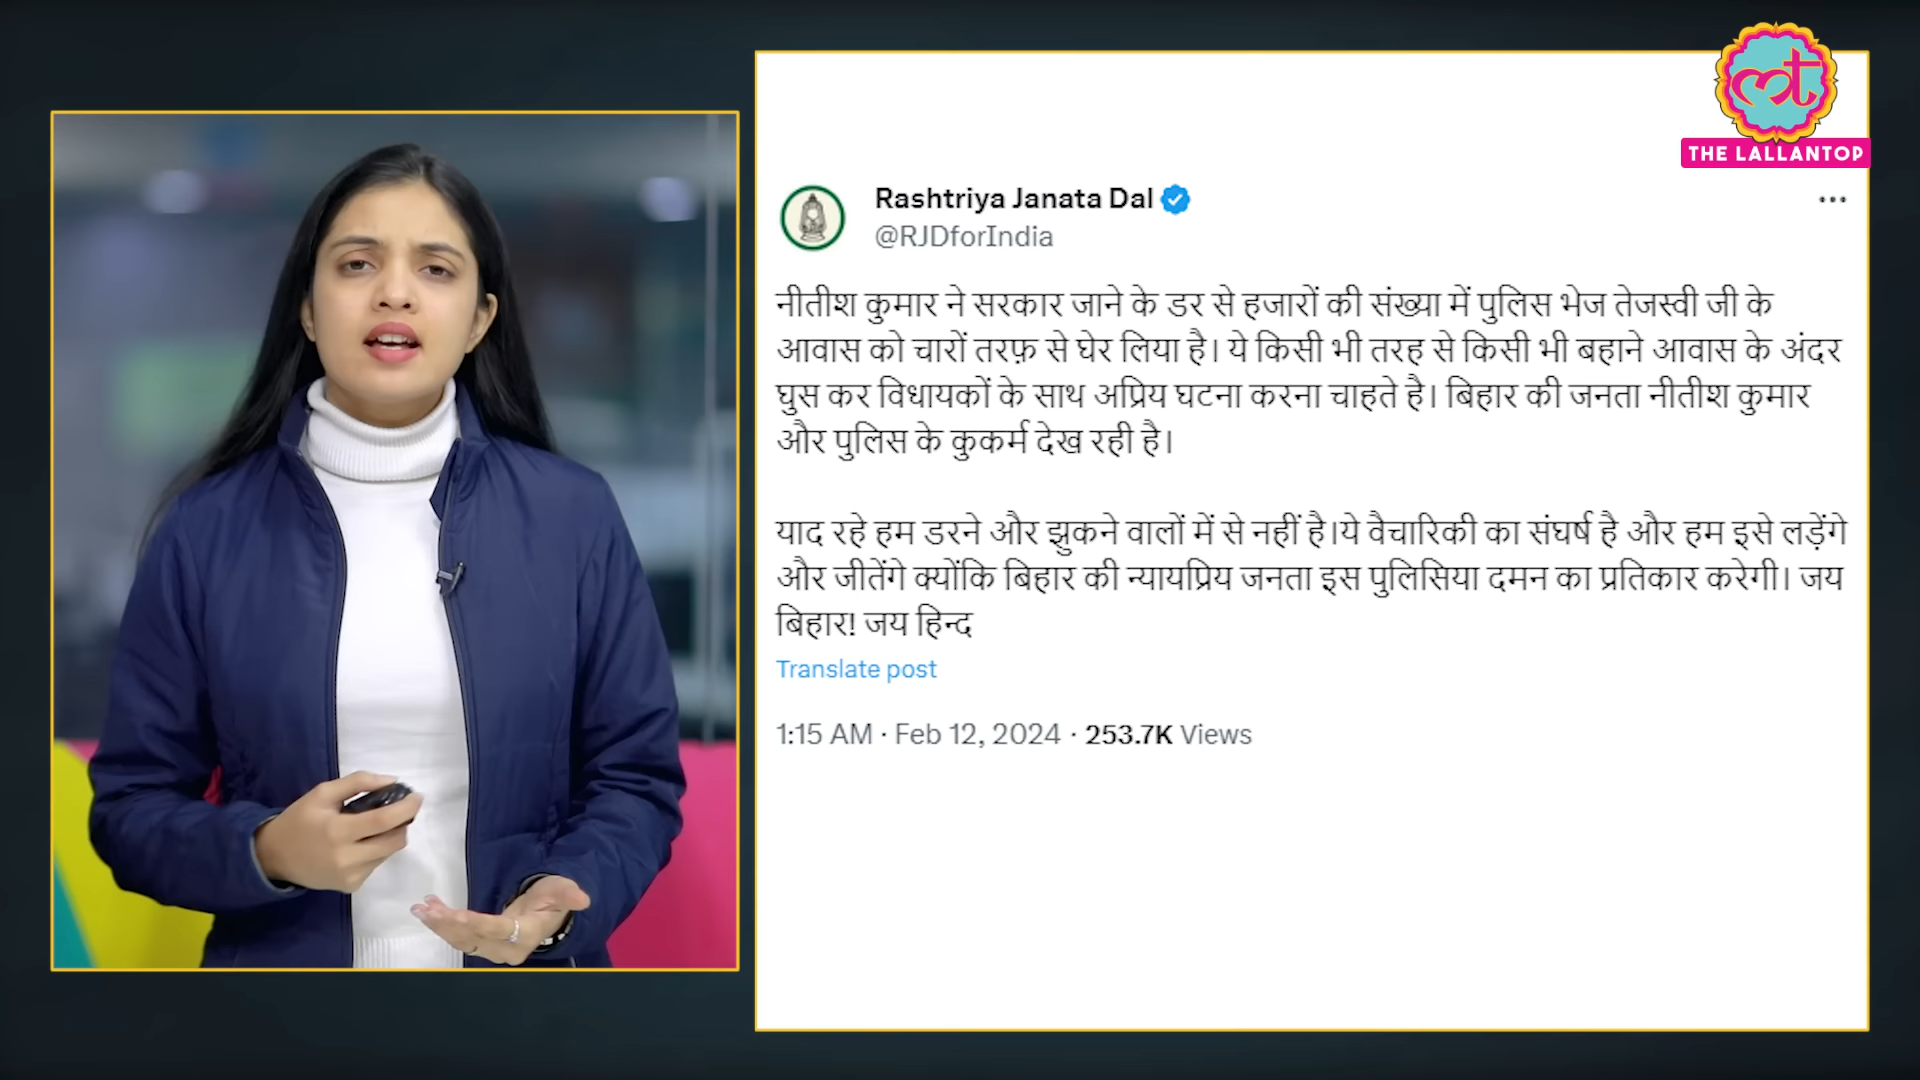 THE LALLANTOP
Rashtriya Janata Dal
@RJDforIndia
नीतीश कुमार ने सरकार जाने के डर से हजारों की संख्या में पुलिस भेज तेजस्वी जी के
आवास को चारों तरफ़ से घेर लिया है। ये किसी भी तरह से किसी भी बहाने आवास के अंदर
घुस कर विधायकों के साथ अप्रिय घटना करना चाहते है। बिहार की जनता नीतीश कुमार
और पुलिस के कुकर्म देख रही है।
याद रहे हम डरने और झुकने वालों में से नहीं है।ये वैचारिकी का संघर्ष है और हम इसे लड़ेंगे
और जीतेंगे क्योंकि बिहार की न्यायप्रिय जनता इस पुलिसिया दमन का प्रतिकार करेगी। जय
बिहार! जय हिन्द
Translate post
1:15 AM · Feb 12, 2024 · 253.7K Views